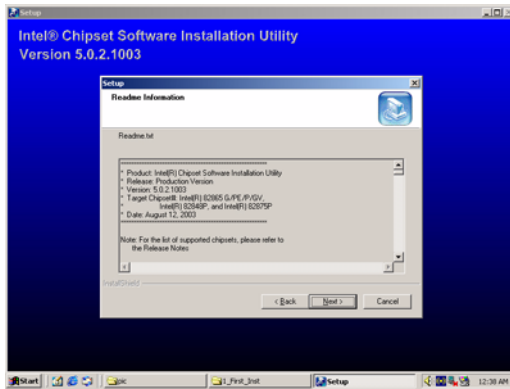 Setup
Intel® Chipset Software Installation Utility
Version 5.0.2.1003
Setup
Readme Information
Readme.txt
* Product: Intel(R) Chipset Software Installation Utility
* Release: Production Version
* Version: 5.0.2.1003
* Target Chipset#: Intel(R) 82865 G/PE/P/GV,
* Intel(R) 82848P, and Intel(R) 82875P
* Date: August 12, 2003
Note: For the list of supported chipsets, please refer to
the Release Notes
InstallShield
< Back
Next >
Cancel
Start
1_First_Inst
Setup
12:38 AM